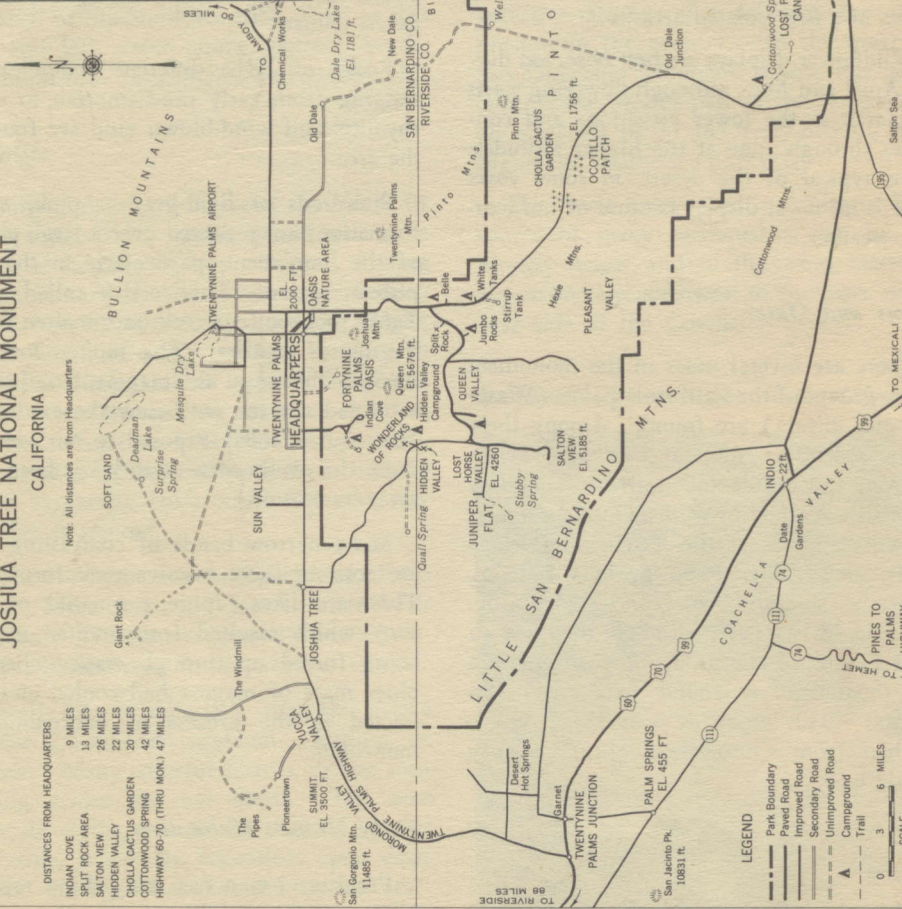 JOSHUA TREE NATIONAL MONUMENT
CALIFORNIA
Note: All distances are from Headquarters
DISTANCES FROM HEADQUARTERS
INDIAN COVE 9 MILES
SPLIT ROCK AREA 13 MILES
SALTON VIEW 26 MILES
HIDDEN VALLEY 22 MILES
CHOLLA CACTUS GARDEN 20 MILES
COTTONWOOD SPRING 42 MILES
HIGHWAY 60-70 (THRU MON.) 47 MILES
N
TO AMBOY
50 MILES
Chemical Works
Dale Dry Lake
El 1181 ft.
BULLION MOUNTAINS
TWENTYNINE PALMS AIRPORT
Mesquite Dry
Lake
Deadman
Lake
SOFT SAND
Surprise
Spring
Giant Rock
The Windmill
The
Pipes
Pioneertown
YUCCA
VALLEY
SUMMIT
EL 3500 FT
JOSHUA TREE
SUN VALLEY
TWENTYNINE PALMS
HEADQUARTERS
EL
2000 FT
OASIS
NATURE AREA
Old Dale
New Dale
SAN BERNARDINO CO
RIVERSIDE CO
Twentynine Palms
Mtn.
Pinto Mtns
FORTYNINE
PALMS
OASIS
Joshua
Mtn.
Indian
Cove
Queen Mtn.
El 5676 ft.
WONDERLAND
OF ROCKS
Hidden Valley
Campground
Split
Rock
Belle
White
Tanks
Jumbo
Rocks
Stirrup
Tank
QUEEN
VALLEY
Quail Spring
HIDDEN
VALLEY
LOST
HORSE
VALLEY
EL 4260
JUNIPER
FLAT
Stubby
Spring
SALTON
VIEW
El. 5185 ft.
Hexie Mtns.
PLEASANT
VALLEY
Pinto Mtn.
PINTO
CHOLLA CACTUS
GARDEN
El 1756 ft.
OCOTILLO
PATCH
Old Dale
Junction
Cottonwood
LOST
Cottonwood Mtns.
LITTLE SAN BERNARDINO MTNS.
San Gorgonio Mtn.
11485 ft.
MORONGO VALLEY
TWENTYNINE PALMS HIGHWAY
Desert
Hot Springs
Garnet
TWENTYNINE
PALMS JUNCTION
TO RIVERSIDE
88 MILES
PALM SPRINGS
EL 455 FT
San Jacinto Pk.
10831 ft.
60
70
99
111
111
74
74
COACHELLA VALLEY
Date
Gardens
INDIO
-22 ft.
PINES TO
PALMS
TO HEMET
99
TO MEXICALI
195
Salton Sea
LEGEND
Park Boundary
Paved Road
Improved Road
Secondary Road
Unimproved Road
Campground
Trail
0 3 6 MILES
SCALE